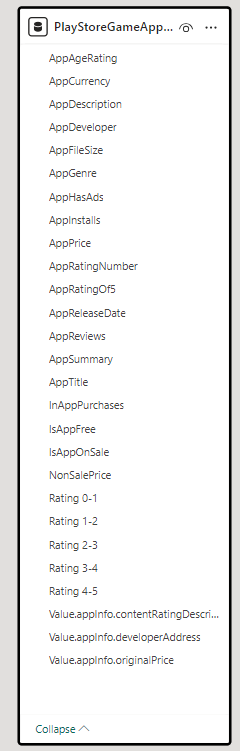 PlayStoreGameApp...
AppAgeRating
AppCurrency
AppDescription
AppDeveloper
AppFileSize
AppGenre
AppHasAds
AppInstalls
AppPrice
AppRatingNumber
AppRatingOf5
AppReleaseDate
AppReviews
AppSummary
AppTitle
InAppPurchases
IsAppFree
IsAppOnSale
NonSalePrice
Rating 0-1
Rating 1-2
Rating 2-3
Rating 3-4
Rating 4-5
Value.appInfo.contentRatingDescri...
Value.appInfo.developerAddress
Value.appInfo.originalPrice
Collapse